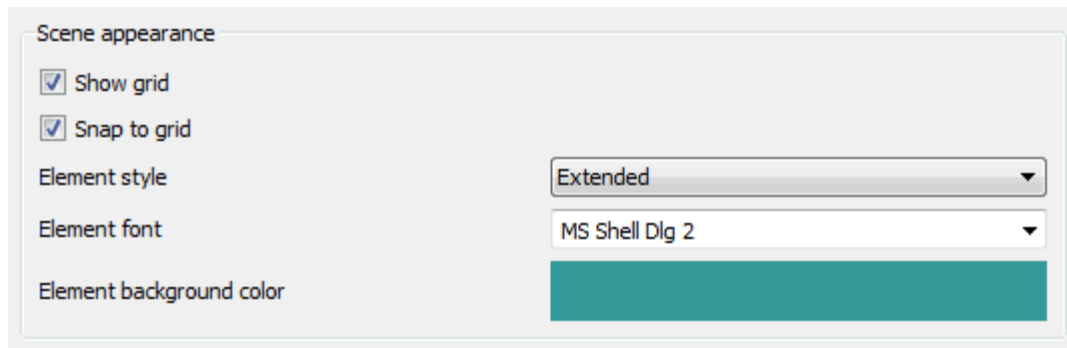 Scene appearance
Show grid
Snap to grid
Element style
Extended
Element font
MS Shell Dlg 2
Element background color